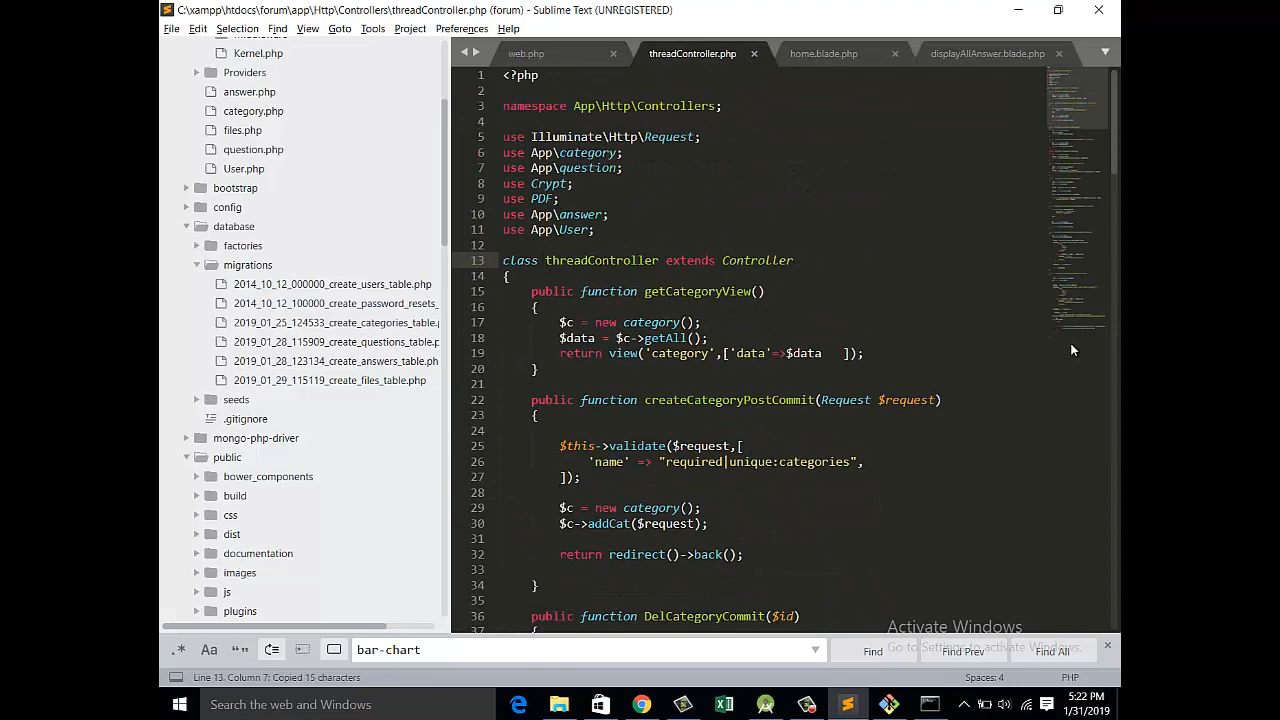 C:\xampp\htdocs\forum\app\Http\Controllers\threadController.php (forum) - Sublime Text (UNREGISTERED)
File Edit Selection Find View Goto Tools Project Preferences Help
Kernel.php
Providers
answer.php
category.php
files.php
question.php
User.php
bootstrap
config
database
factories
migrations
2014_10_12_000000_create_users_table.php
2014_10_12_100000_create_password_resets_
2019_01_25_124533_create_categories_table.
2019_01_28_115909_create_questions_table.p
2019_01_28_123134_create_answers_table.ph
2019_01_29_115119_create_files_table.php
seeds
.gitignore
mongo-php-driver
public
bower_components
build
css
dist
documentation
images
js
plugins
web.php threadController.php home.blade.php displayAllAnswer.blade.php
1 <?php
2
3 namespace App\Http\Controllers;
4
5 use Illuminate\Http\Request;
6 use App\category;
7 use App\question;
8 use Crypt;
9 use PDF;
10 use App\answer;
11 use App\User;
12
13 class threadController extends Controller
14 {
15 public function getCategoryView()
16 {
17 $c = new category();
18 $data = $c->getAll();
19 return view('category',['data'=>$data   ]);
20 }
21
22 public function createCategoryPostCommit(Request $request)
23 {
24
25 $this->validate($request,[
26 'name' => "required|unique:categories",
27 ]);
28
29 $c = new category();
30 $c->addCat($request);
31
32 return redirect()->back();
33
34 }
35
36 public function DelCategoryCommit($id)
37 {
Activate Windows
Go to Settings to activate Windows.
.* Aa “ ” bar-chart Find Find Prev Find All
Line 13, Column 7; Copied 15 characters Spaces: 4 PHP
Search the web and Windows
5:22 PM
1/31/2019